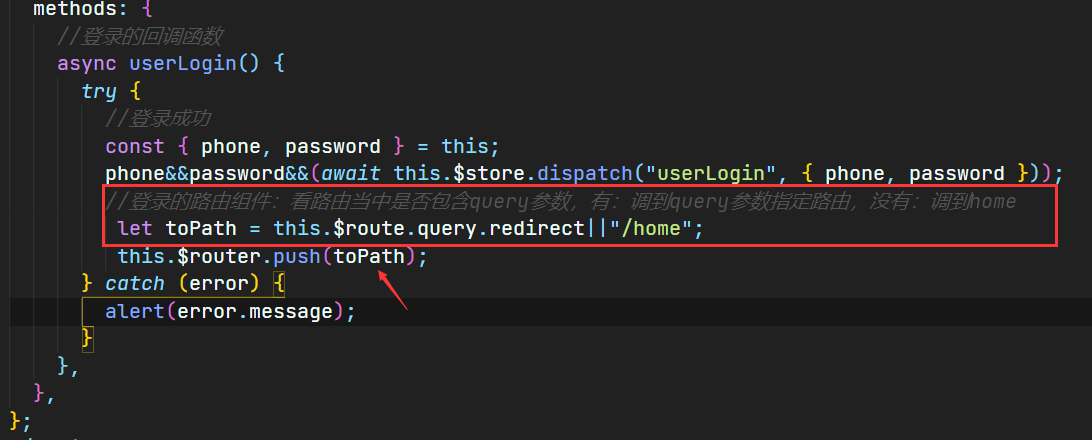 methods: {
//登录的回调函数
async userLogin() {
try {
//登录成功
const { phone, password } = this;
phone&&password&&(await this.$store.dispatch("userLogin", { phone, password }));
//登录的路由组件：看路由当中是否包含query参数，有：调到query参数指定路由，没有：调到home
let toPath = this.$route.query.redirect||"/home";
this.$router.push(toPath);
} catch (error) {
alert(error.message);
}
},
},
};